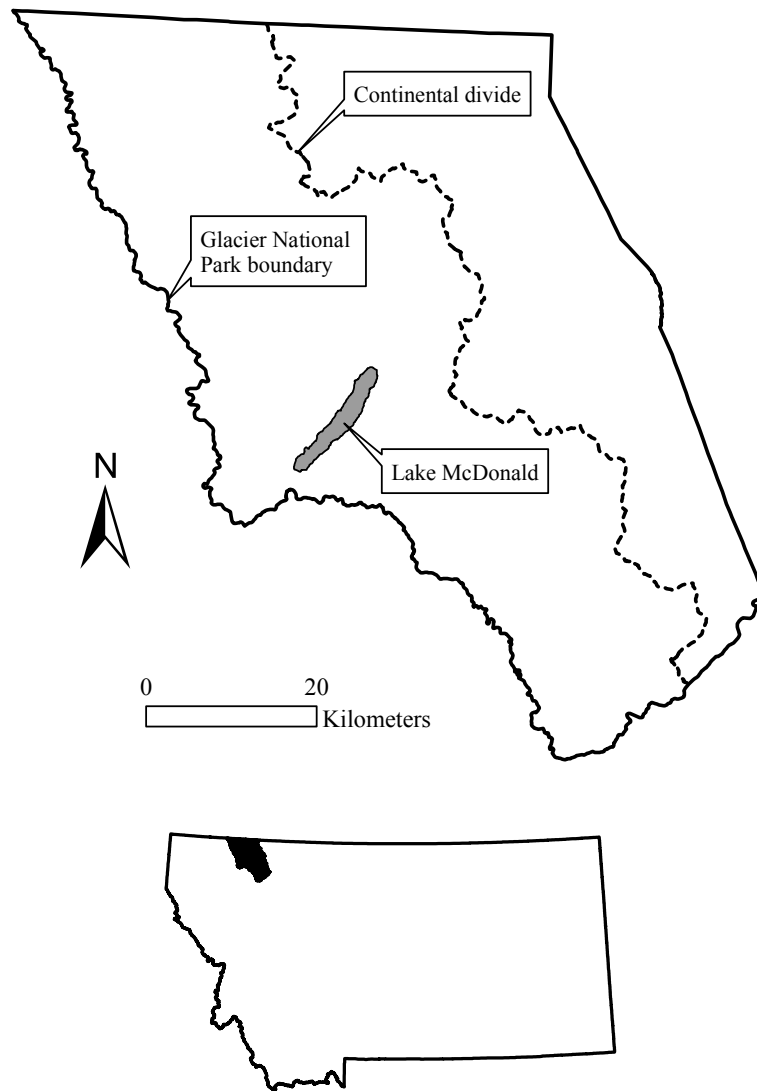 Continental divide
Glacier National
Park boundary
Lake McDonald
N
0 20
Kilometers